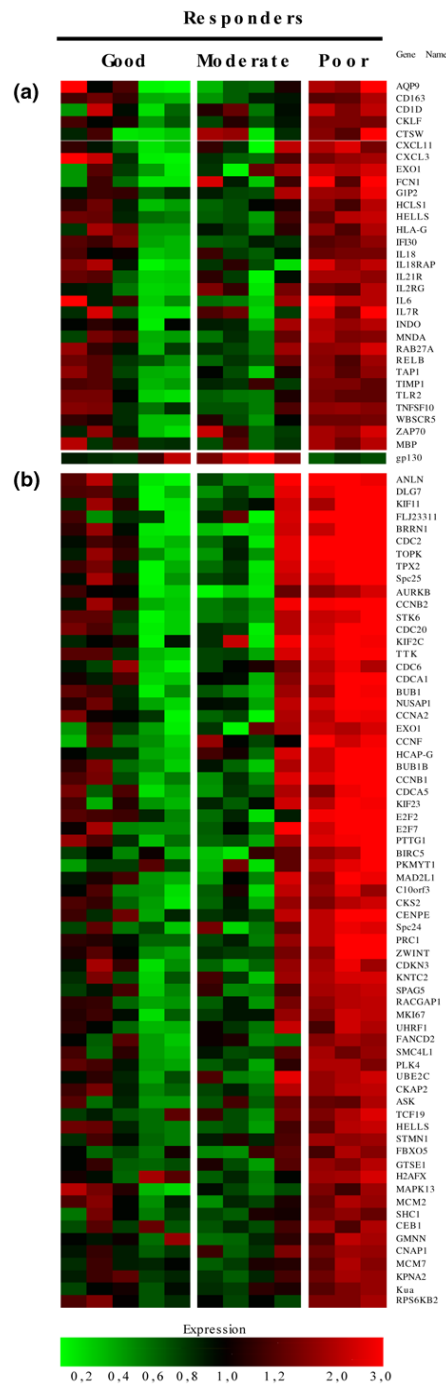 Responders
Good Moderate Poor
Gene Name
(a)
AQP9
CD163
CD1D
CKLF
CTSW
CXCL11
CXCL3
EXO1
FCN1
G1P2
HCLS1
HELLS
HLA-G
IFI30
IL18
IL18RAP
IL21R
IL2RG
IL6
IL7R
INDO
MNDA
RAB27A
RELB
TAP1
TIMP1
TLR2
TNFSF10
WBSCR5
ZAP70
MBP
gp130
(b)
ANLN
DLG7
KIF11
FLJ23311
BRRN1
CDC2
TOPK
TPX2
Spc25
AURKB
CCNB2
STK6
CDC20
KIF2C
TTK
CDC6
CDCA1
BUB1
NUSAP1
CCNA2
EXO1
CCNF
HCAP-G
BUB1B
CCNB1
CDCA5
KIF23
E2F2
E2F7
PTTG1
BIRC5
PKMYT1
MAD2L1
C10orf3
CKS2
CENPE
Spc24
PRC1
ZWINT
CDKN3
KNTC2
SPAG5
RACGAP1
MKI67
UHRF1
FANCD2
SMC4L1
PLK4
UBE2C
CKAP2
ASK
TCF19
HELLS
STMN1
FBXO5
GTSE1
H2AFX
MAPK13
MCM2
SHC1
CEB1
GMNN
CNAP1
MCM7
KPNA2
Kua
RPS6KB2
Expression
0,2 0,4 0,6 0,8 1,0 1,2 1,4 2,0 3,0